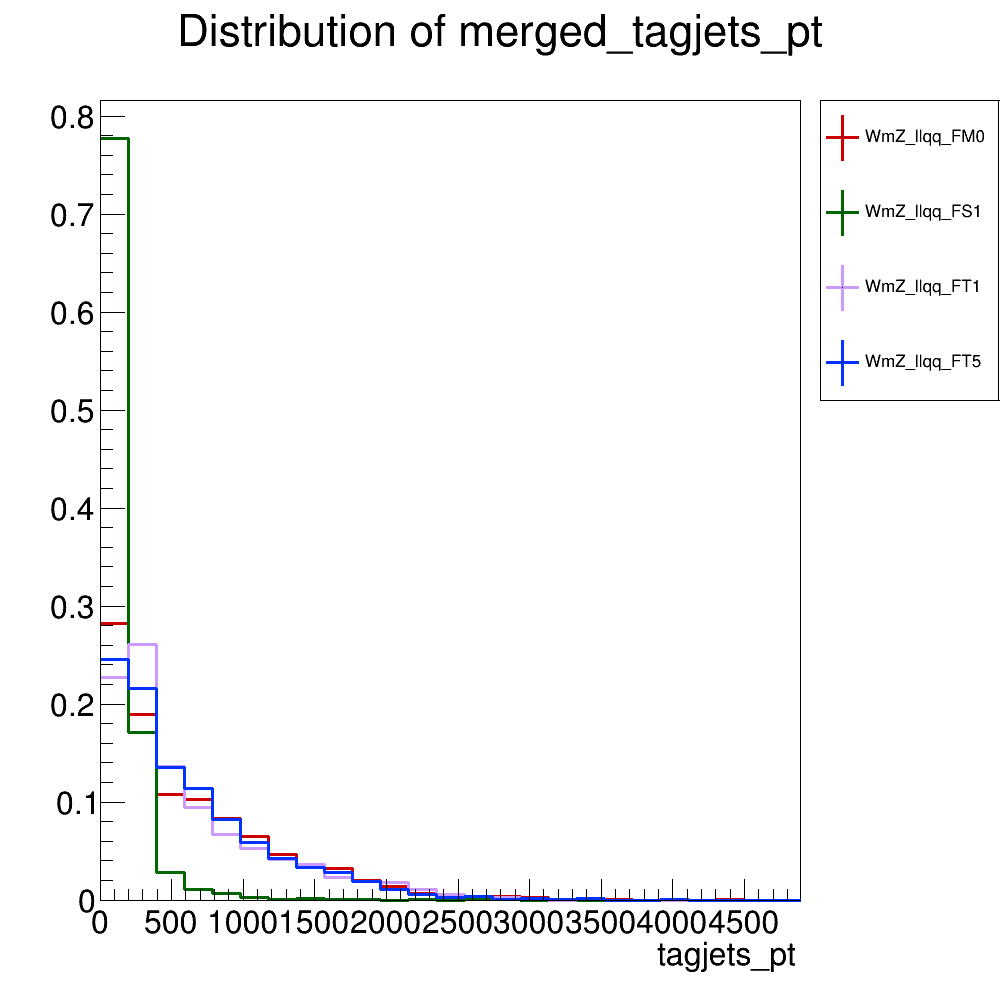 Distribution of merged_tagjets_pt
0.8
0.7
0.6
0.5
0.4
0.3
0.2
0.1
0
0 500 1000 1500 2000 2500 3000 3500 4000 4500
tagjets_pt
WmZ_llqq_FM0
WmZ_llqq_FS1
WmZ_llqq_FT1
WmZ_llqq_FT5